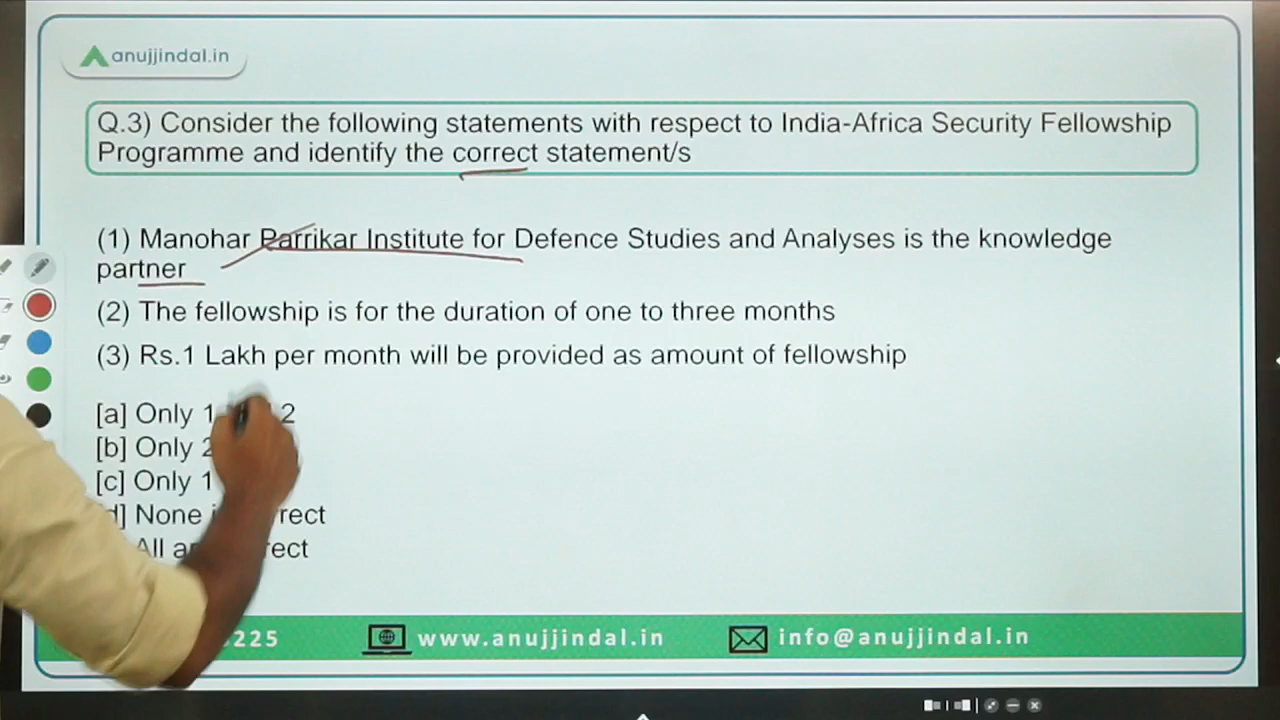 anujjindal.in
Q.3) Consider the following statements with respect to India-Africa Security Fellowship
Programme and identify the correct statement/s
(1) Manohar Parrikar Institute for Defence Studies and Analyses is the knowledge
partner
(2) The fellowship is for the duration of one to three months
(3) Rs.1 Lakh per month will be provided as amount of fellowship
[a] Only 1 2
[b] Only 2
[c] Only 1
d] None
All
225 www.anujjindal.in info@anujjindal.in